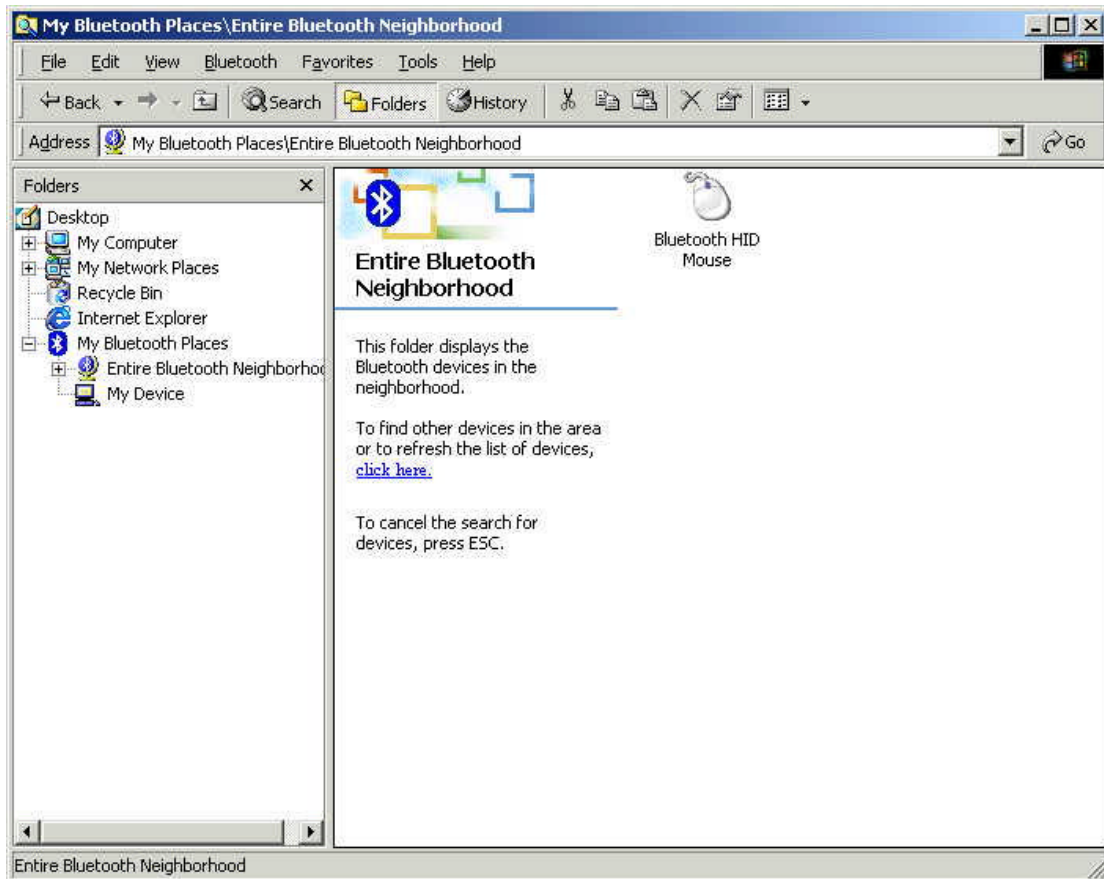 My Bluetooth Places\Entire Bluetooth Neighborhood
File Edit View Bluetooth Favorites Tools Help
Back Search Folders History
Address My Bluetooth Places\Entire Bluetooth Neighborhood Go
Folders
Desktop
My Computer
My Network Places
Recycle Bin
Internet Explorer
My Bluetooth Places
Entire Bluetooth Neighborhoo
My Device
Entire Bluetooth
Neighborhood
This folder displays the
Bluetooth devices in the
neighborhood.
To find other devices in the area
or to refresh the list of devices,
click here.
To cancel the search for
devices, press ESC.
Bluetooth HID
Mouse
Entire Bluetooth Neighborhood